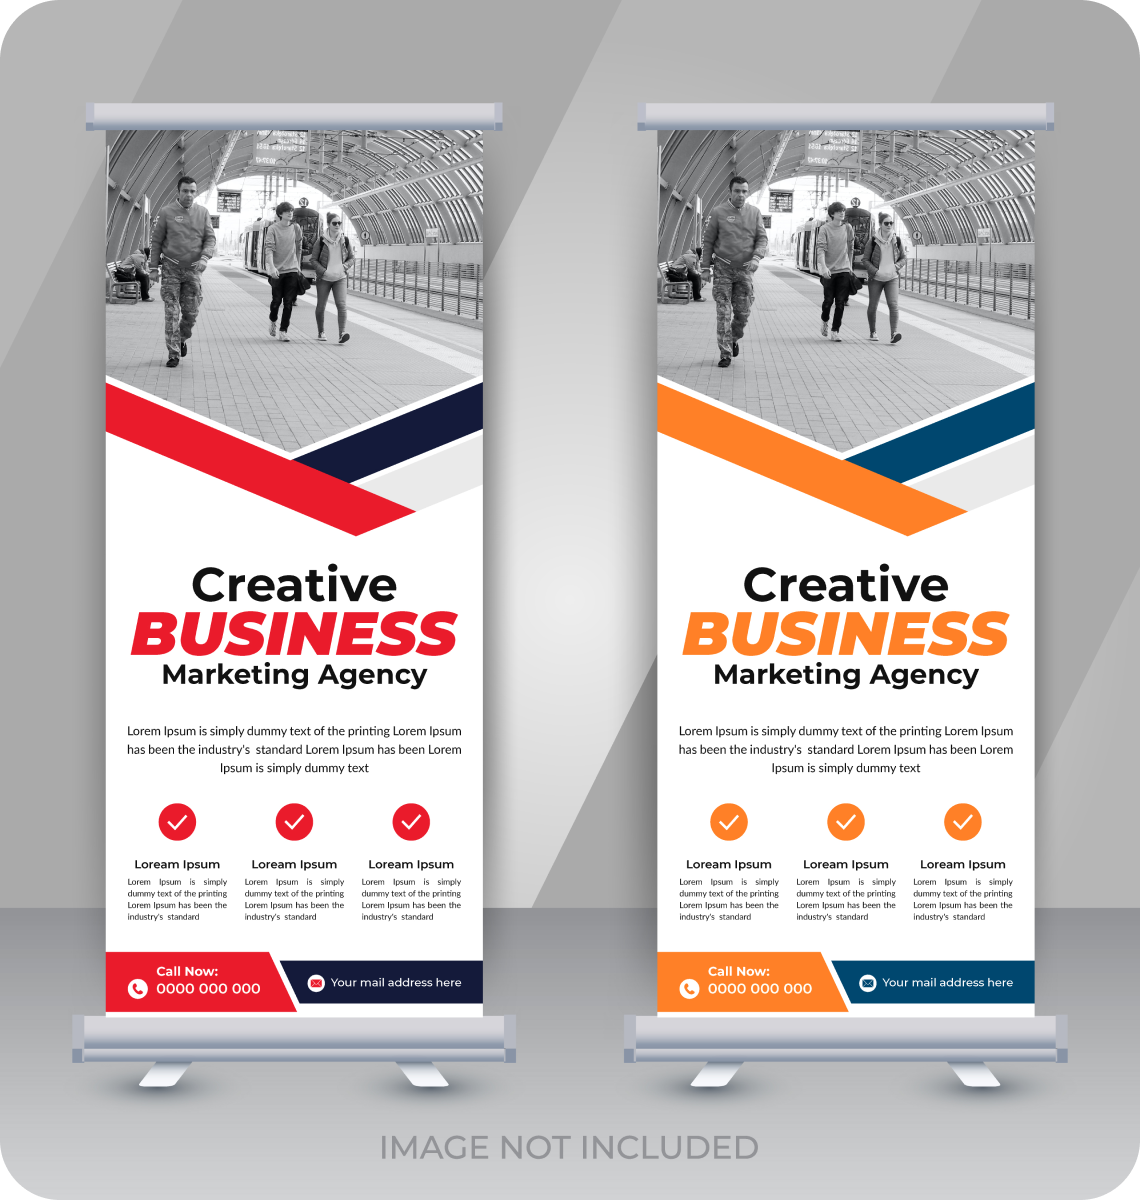 Creative
BUSINESS
Marketing Agency
Lorem Ipsum is simply dummy text of the printing Lorem Ipsum
has been the industry's standard Lorem Ipsum has been Lorem
Ipsum is simply dummy text
Loream Ipsum
Lorem Ipsum is simply
dummy text of the printing
Lorem Ipsum has been the
industry's standard
Loream Ipsum
Lorem Ipsum is simply
dummy text of the printing
Lorem Ipsum has been the
industry's standard
Loream Ipsum
Lorem Ipsum is simply
dummy text of the printing
Lorem Ipsum has been the
industry's standard
Call Now:
0000 000 000
Your mail address here
Creative
BUSINESS
Marketing Agency
Lorem Ipsum is simply dummy text of the printing Lorem Ipsum
has been the industry's standard Lorem Ipsum has been Lorem
Ipsum is simply dummy text
Loream Ipsum
Lorem Ipsum is simply
dummy text of the printing
Lorem Ipsum has been the
industry's standard
Loream Ipsum
Lorem Ipsum is simply
dummy text of the printing
Lorem Ipsum has been the
industry's standard
Loream Ipsum
Lorem Ipsum is simply
dummy text of the printing
Lorem Ipsum has been the
industry's standard
Call Now:
0000 000 000
Your mail address here
IMAGE NOT INCLUDED